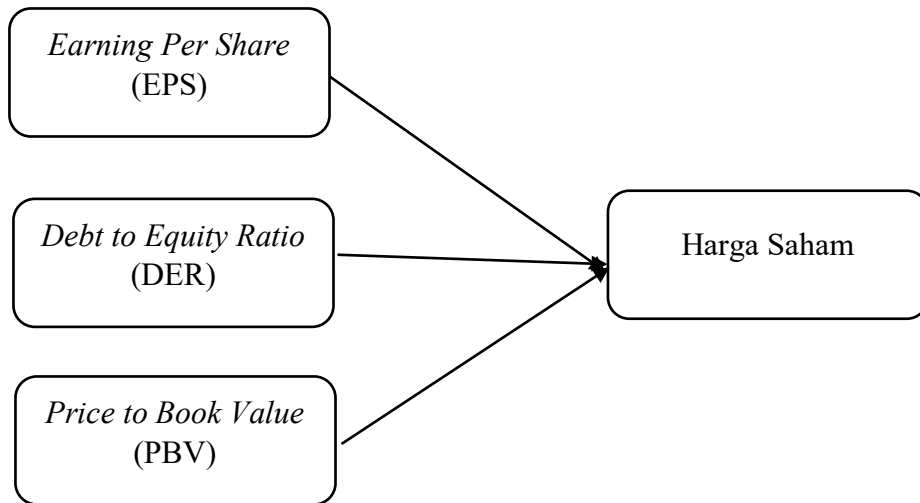 Earning Per Share
(EPS)
Debt to Equity Ratio
(DER)
Harga Saham
Price to Book Value
(PBV)